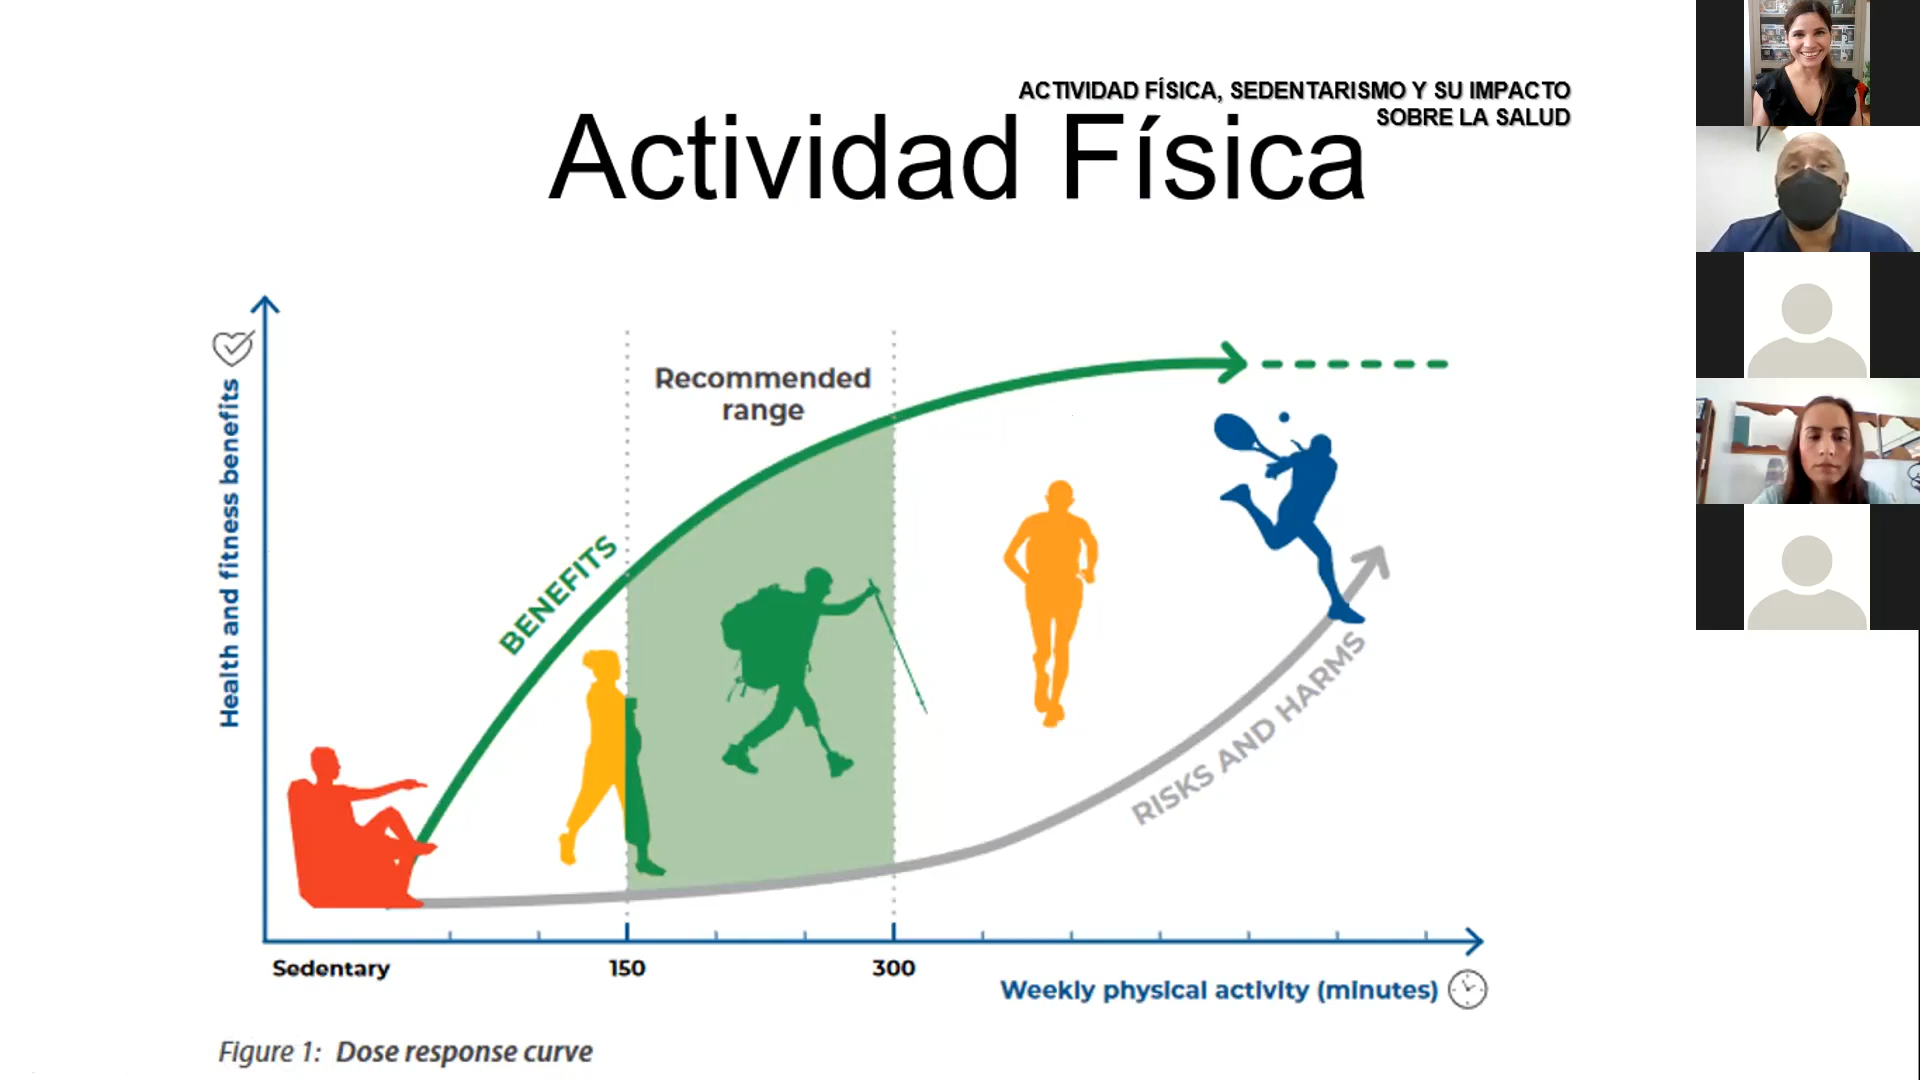 ACTIVIDAD FÍSICA, SEDENTARISMO Y SU IMPACTO
SOBRE LA SALUD
Actividad Física
Health and fitness benefits
Recommended
range
BENEFITS
RISKS AND HARMS
Sedentary
150
300
Weekly physical activity (minutes)
Figure 1: Dose response curve